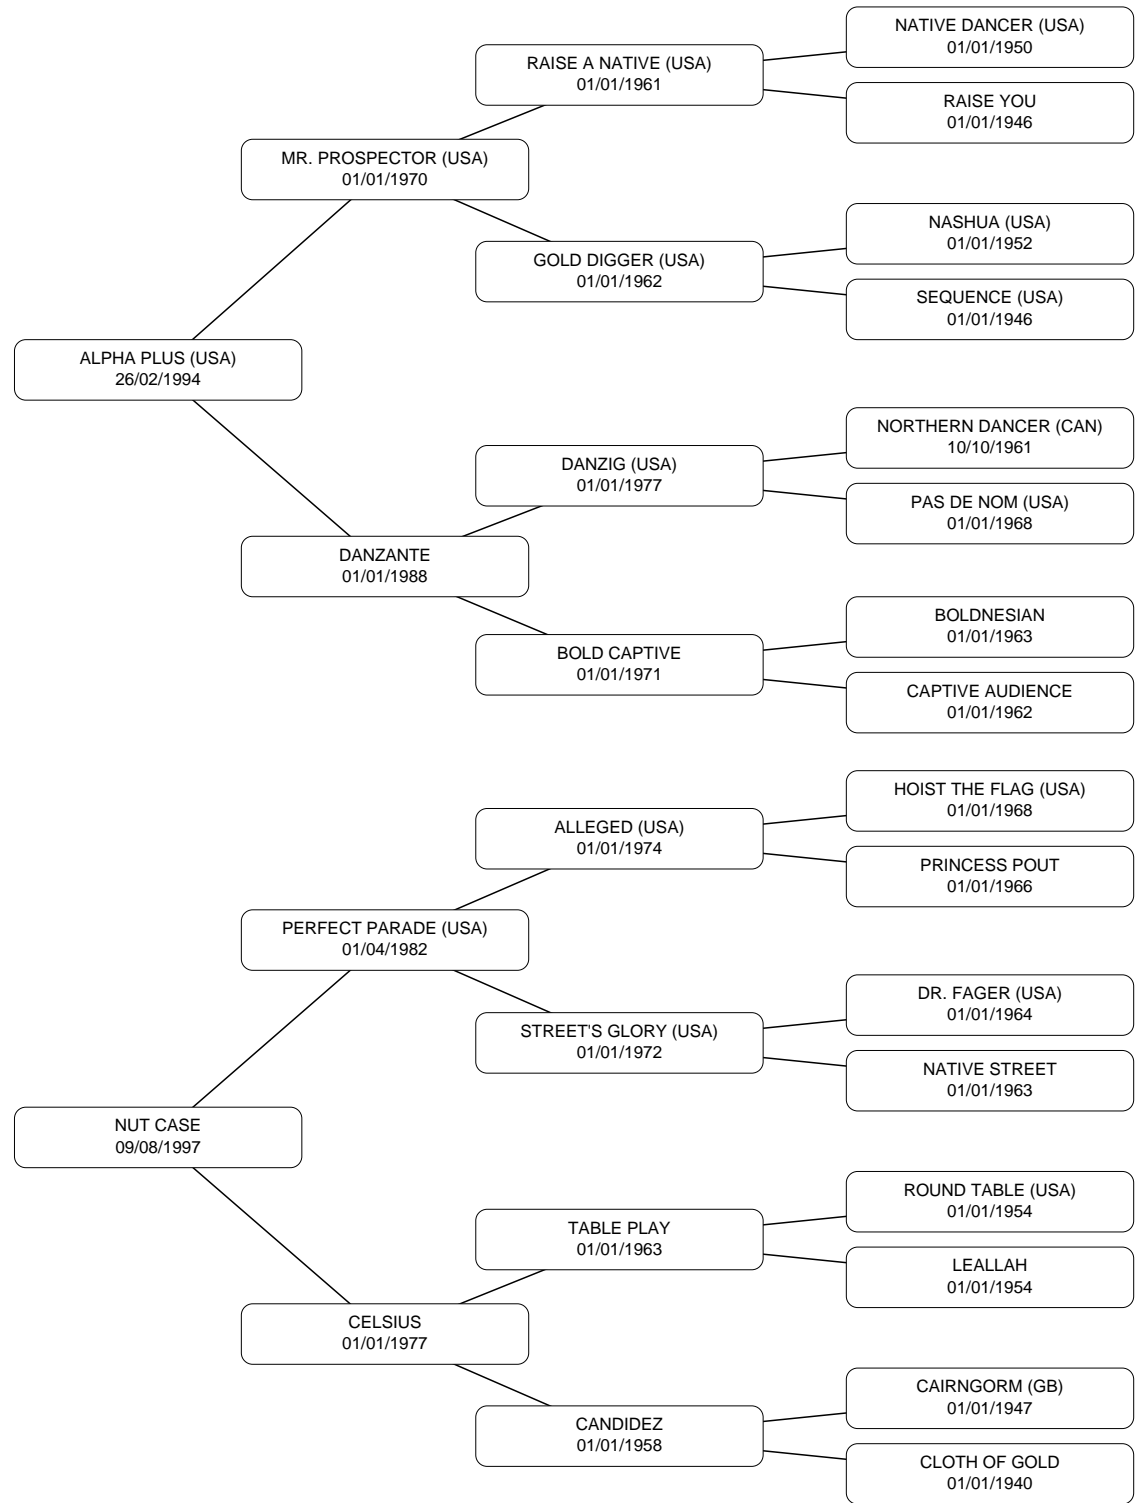 NATIVE DANCER (USA)
01/01/1950
RAISE A NATIVE (USA)
01/01/1961
RAISE YOU
01/01/1946
MR. PROSPECTOR (USA)
01/01/1970
NASHUA (USA)
01/01/1952
GOLD DIGGER (USA)
01/01/1962
SEQUENCE (USA)
01/01/1946
ALPHA PLUS (USA)
26/02/1994
NORTHERN DANCER (CAN)
10/10/1961
DANZIG (USA)
01/01/1977
PAS DE NOM (USA)
01/01/1968
DANZANTE
01/01/1988
BOLDNESIAN
01/01/1963
BOLD CAPTIVE
01/01/1971
CAPTIVE AUDIENCE
01/01/1962
HOIST THE FLAG (USA)
01/01/1968
ALLEGED (USA)
01/01/1974
PRINCESS POUT
01/01/1966
PERFECT PARADE (USA)
01/04/1982
DR. FAGER (USA)
01/01/1964
STREET'S GLORY (USA)
01/01/1972
NATIVE STREET
01/01/1963
NUT CASE
09/08/1997
ROUND TABLE (USA)
01/01/1954
TABLE PLAY
01/01/1963
LEALLAH
01/01/1954
CELSIUS
01/01/1977
CAIRNGORM (GB)
01/01/1947
CANDIDEZ
01/01/1958
CLOTH OF GOLD
01/01/1940